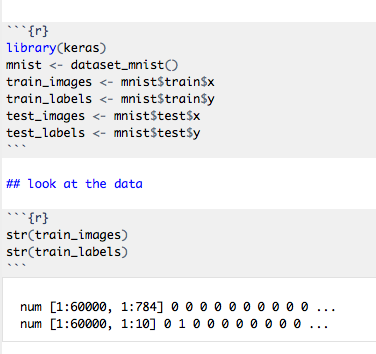 ```{r}
library(keras)
mnist <- dataset_mnist()
train_images <- mnist$train$x
train_labels <- mnist$train$y
test_images <- mnist$test$x
test_labels <- mnist$test$y
```
## look at the data
```{r}
str(train_images)
str(train_labels)
```
num [1:60000, 1:784] 0 0 0 0 0 0 0 0 0 0 ...
num [1:60000, 1:10] 0 1 0 0 0 0 0 0 0 0 ...